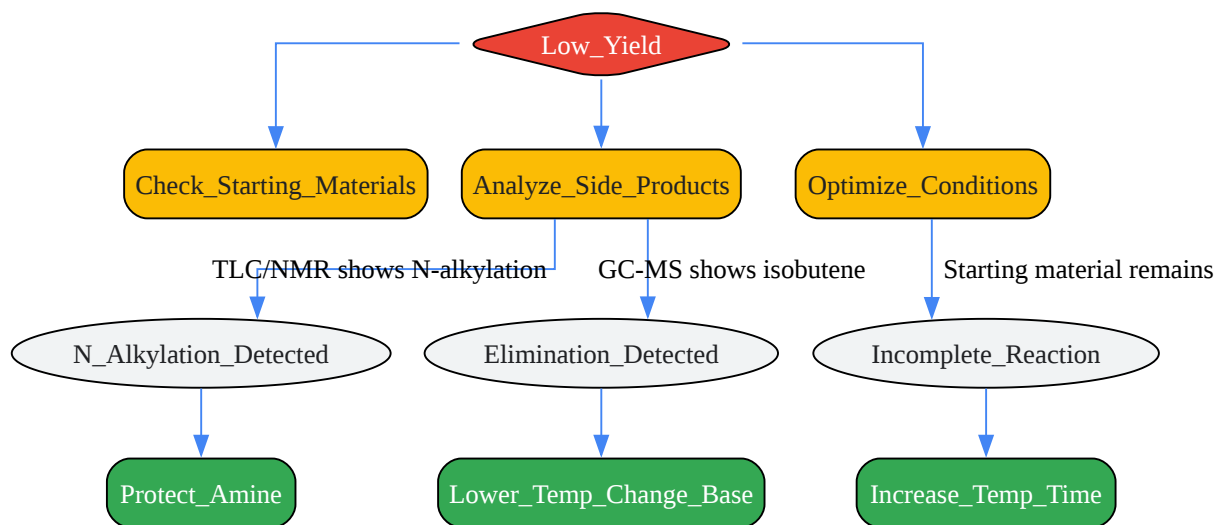 Low_Yield
Check_Starting_Materials
Analyze_Side_Products
Optimize_Conditions
TLC/NMR shows N-alkylation
GC-MS shows isobutene
Starting material remains
N_Alkylation_Detected
Elimination_Detected
Incomplete_Reaction
Protect_Amine
Lower_Temp_Change_Base
Increase_Temp_Time